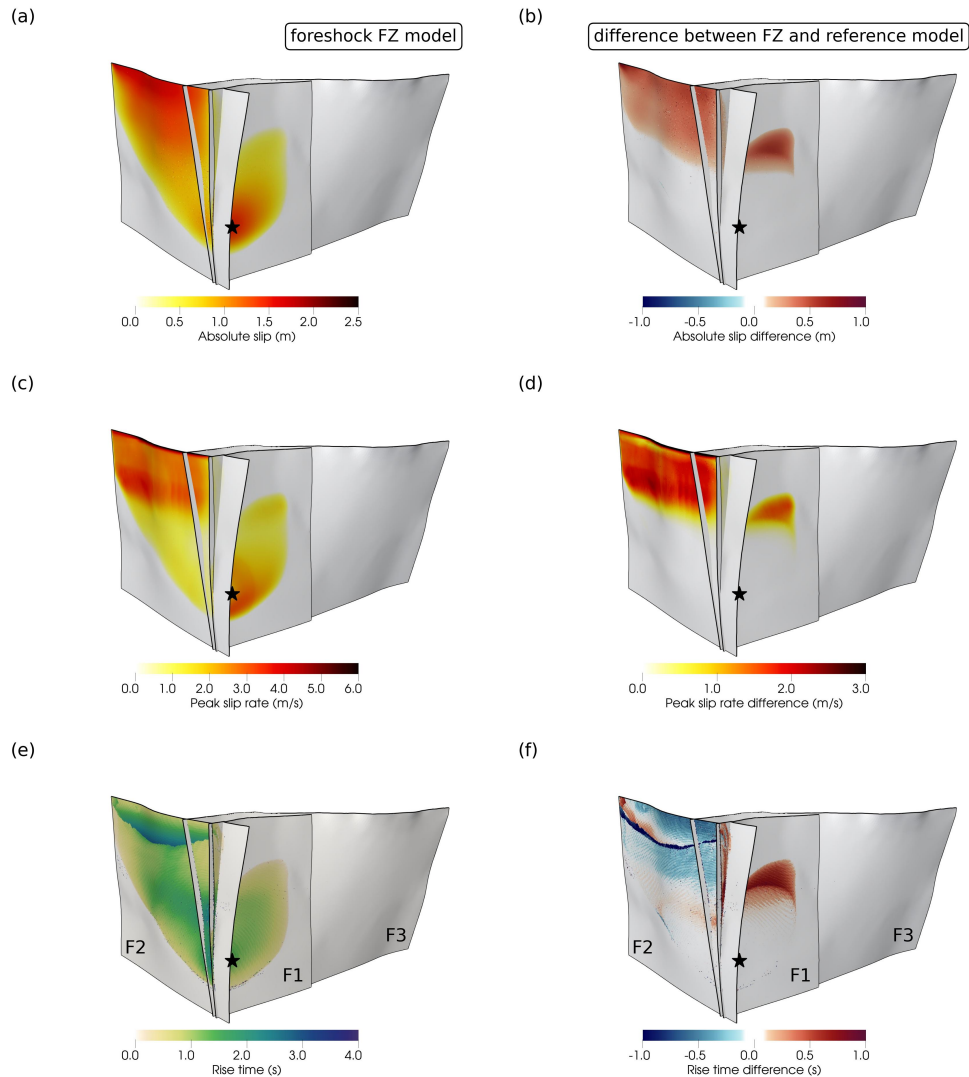 (a)
foreshock FZ model
(b)
difference between FZ and reference model
0.0 0.5 1.0 1.5 2.0 2.5
Absolute slip (m)
-1.0 -0.5 0.0 0.5 1.0
Absolute slip difference (m)
(c)
(d)
0.0 1.0 2.0 3.0 4.0 5.0 6.0
Peak slip rate (m/s)
0.0 1.0 2.0 3.0
Peak slip rate difference (m/s)
(e)
(f)
F2
F1
F3
F2
F1
F3
0.0 1.0 2.0 3.0 4.0
Rise time (s)
-1.0 -0.5 0.0 0.5 1.0
Rise time difference (s)